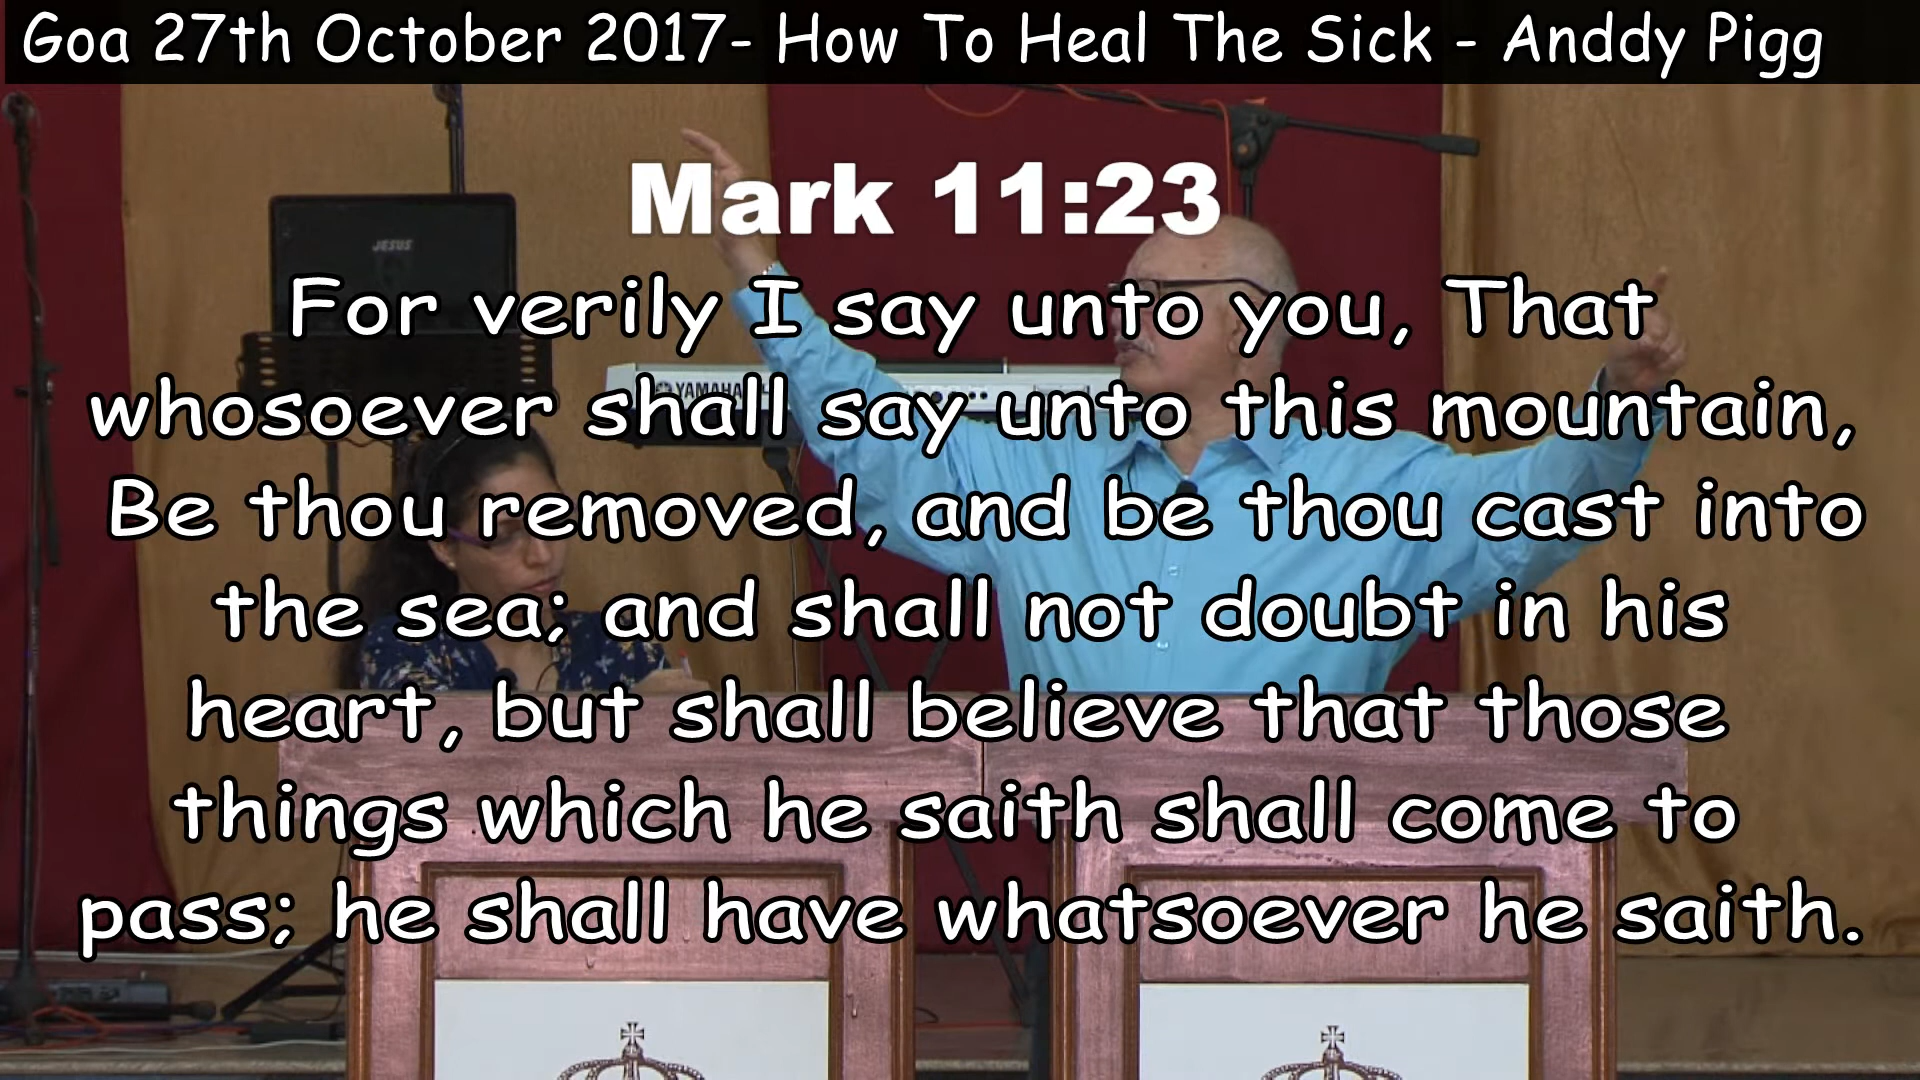 Goa 27th October 2017- How To Heal The Sick - Anddy Pigg
Mark 11:23
JESUS
For verily I say unto you, That
YAMAHA
whosoever shall say unto this mountain,
Be thou removed, and be thou cast into
the sea; and shall not doubt in his
heart, but shall believe that those
things which he saith shall come to
pass; he shall have whatsoever he saith.